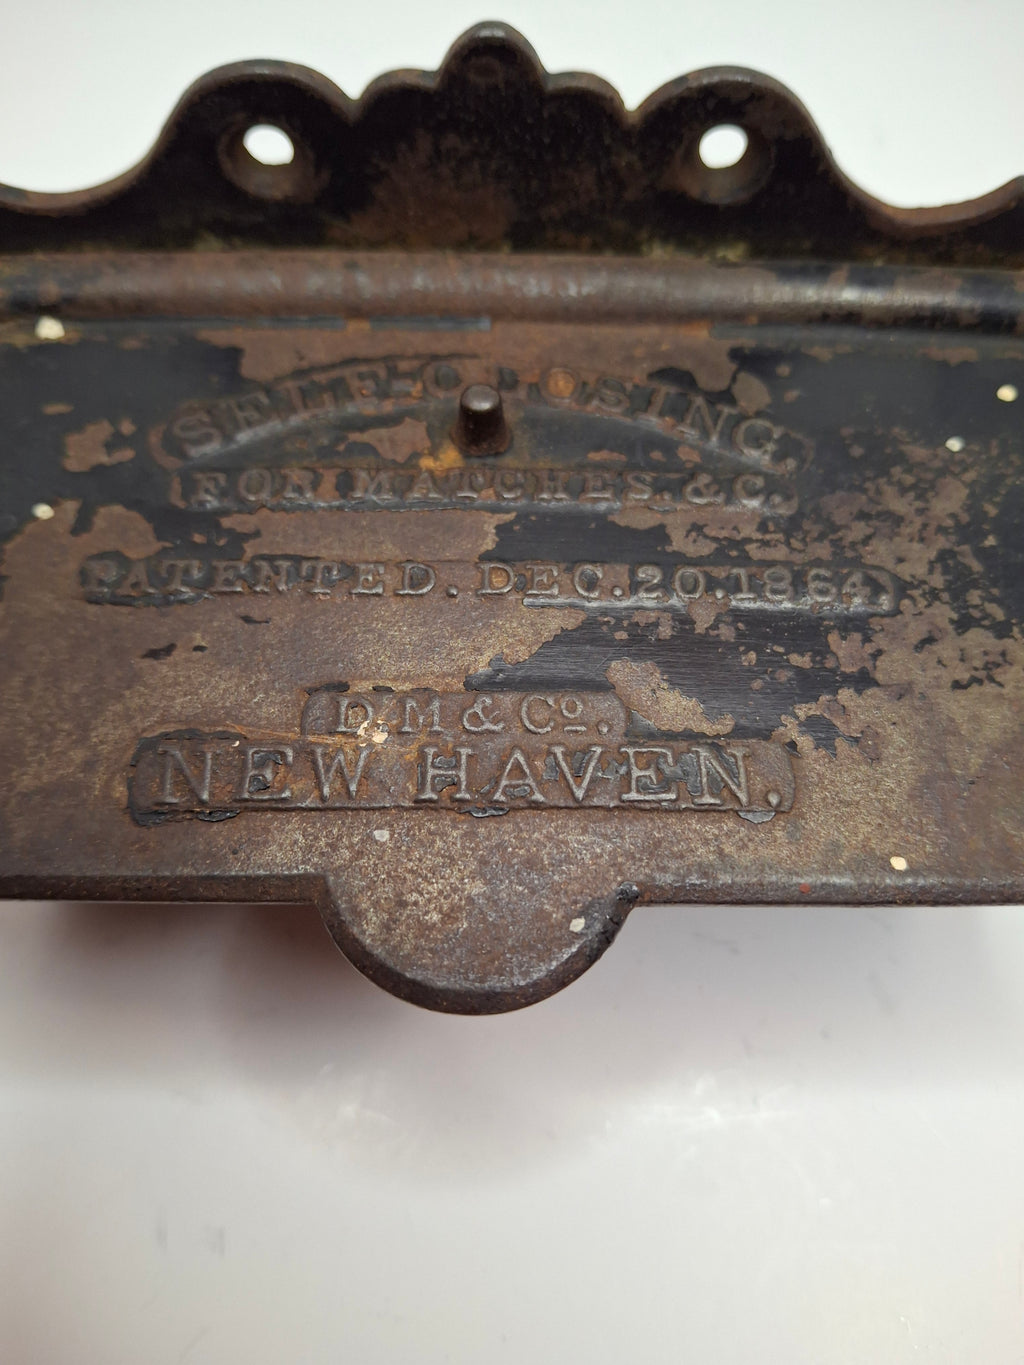 SELF-CLOSING.
FOR MATCHES. & C.
PATENTED. DEC. 20. 1864.
D. M & Cº.
NEW HAVEN.